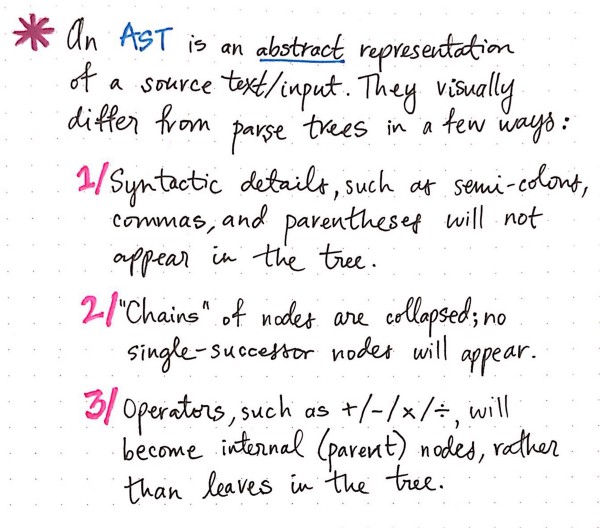 * An AST is an abstract representation
of a source text/input. They visually
differ from parse trees in a few ways:
1/ Syntactic details, such as semi-colons,
commas, and parentheses will not
appear in the tree.
2/ "Chains" of nodes are collapsed; no
single-successor nodes will appear.
3/ Operators, such as +/-/x/÷, will
become internal (parent) nodes, rather
than leaves in the tree.